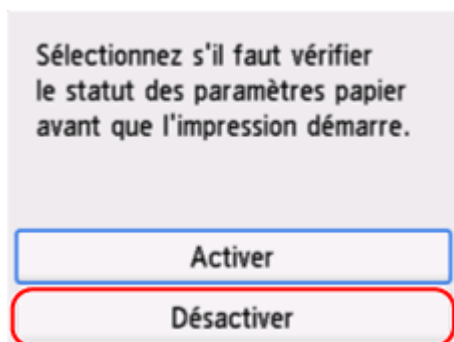 Sélectionnez s'il faut vérifier
le statut des paramètres papier
avant que l'impression démarre.
Activer
Désactiver